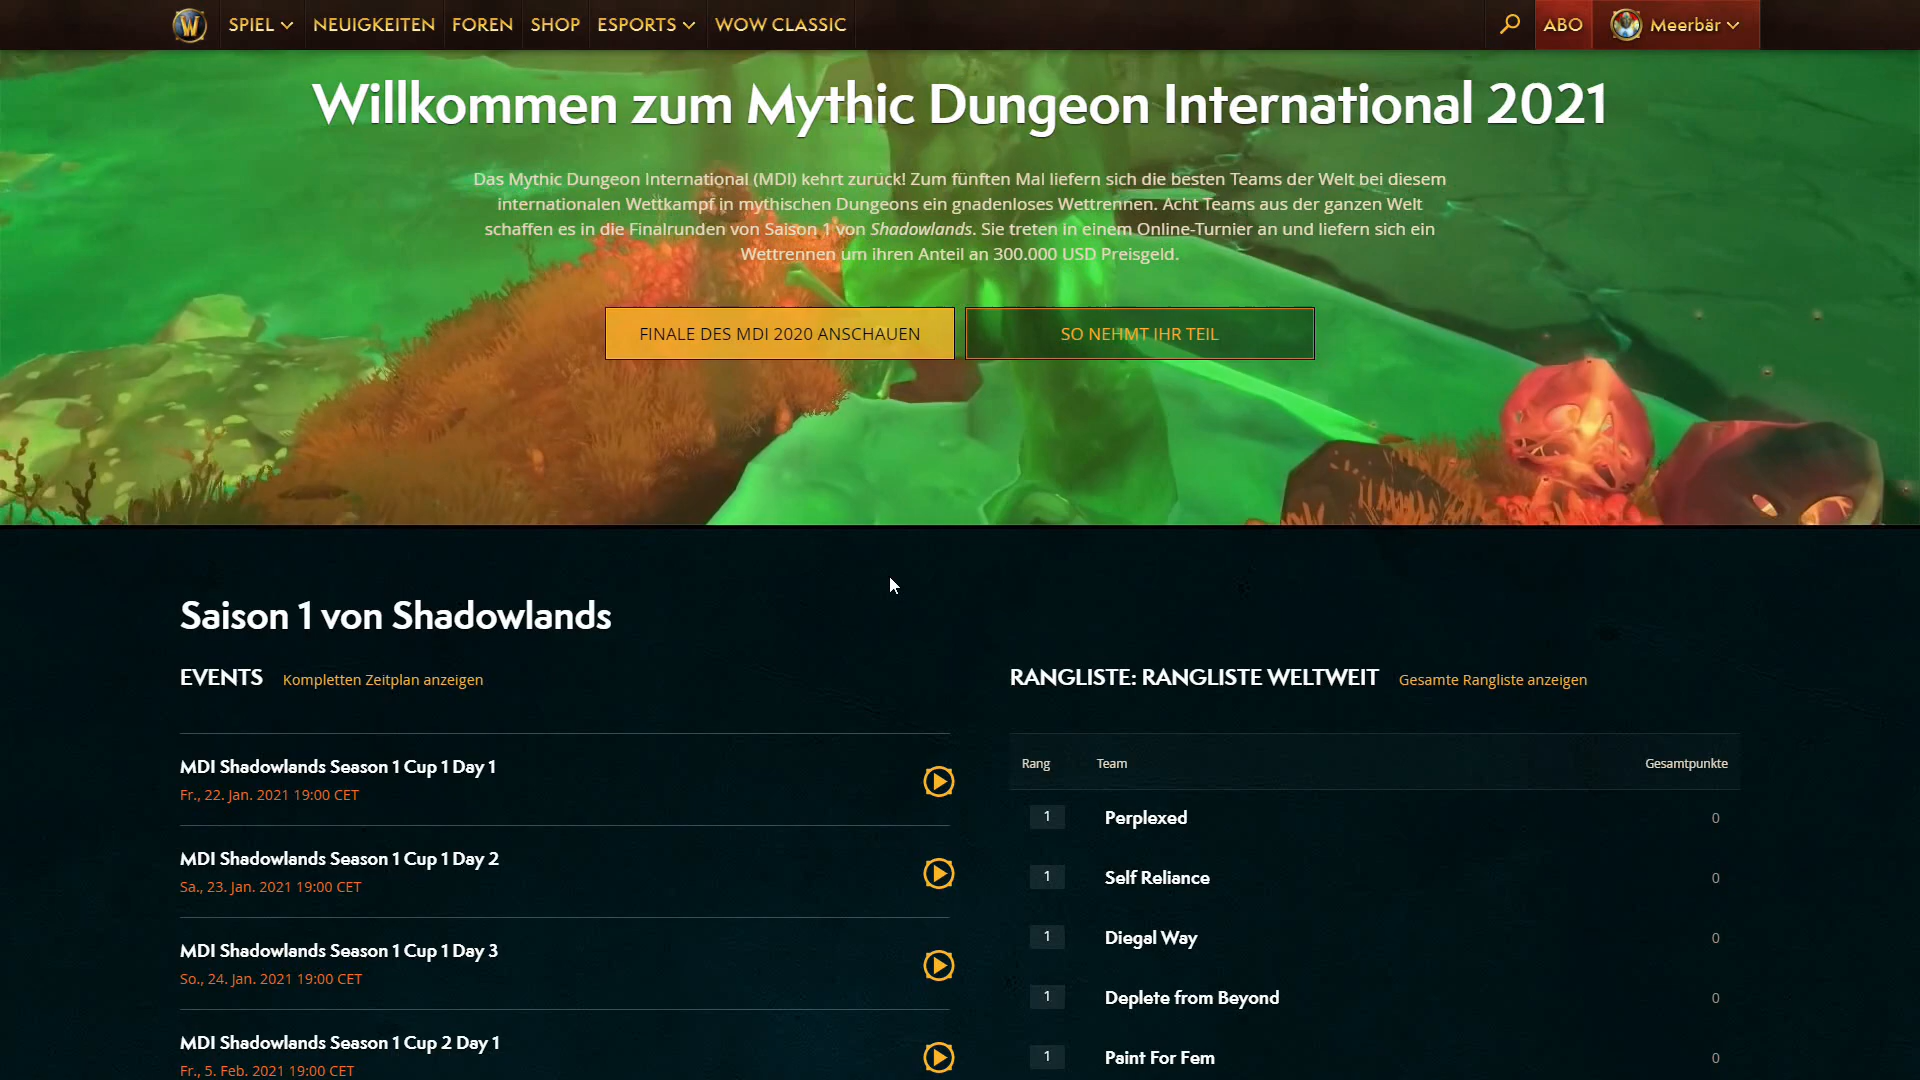 SPIEL
NEUIGKEITEN
FOREN
SHOP
ESPORTS
WOW CLASSIC
ABO
Meerbär
Willkommen zum Mythic Dungeon International 2021
Das Mythic Dungeon International (MDI) kehrt zurück! Zum fünften Mal liefern sich die besten Teams der Welt bei diesem
internationalen Wettkampf in mythischen Dungeons ein gnadenloses Wettrennen. Acht Teams aus der ganzen Welt
schaffen es in die Finalrunden von Saison 1 von Shadowlands. Sie treten in einem Online-Turnier an und liefern sich ein
Wettrennen um ihren Anteil an 300.000 USD Preisgeld.
FINALE DES MDI 2020 ANSCHAUEN
SO NEHMT IHR TEIL
Saison 1 von Shadowlands
EVENTS Kompletten Zeitplan anzeigen
MDI Shadowlands Season 1 Cup 1 Day 1
Fr., 22. Jan. 2021 19:00 CET
MDI Shadowlands Season 1 Cup 1 Day 2
Sa., 23. Jan. 2021 19:00 CET
MDI Shadowlands Season 1 Cup 1 Day 3
So., 24. Jan. 2021 19:00 CET
MDI Shadowlands Season 1 Cup 2 Day 1
Fr., 5. Feb. 2021 19:00 CET
RANGLISTE: RANGLISTE WELTWEIT Gesamte Rangliste anzeigen
Rang Team Gesamtpunkte
1 Perplexed 0
1 Self Reliance 0
1 Diegal Way 0
1 Deplete from Beyond 0
1 Paint For Fem 0